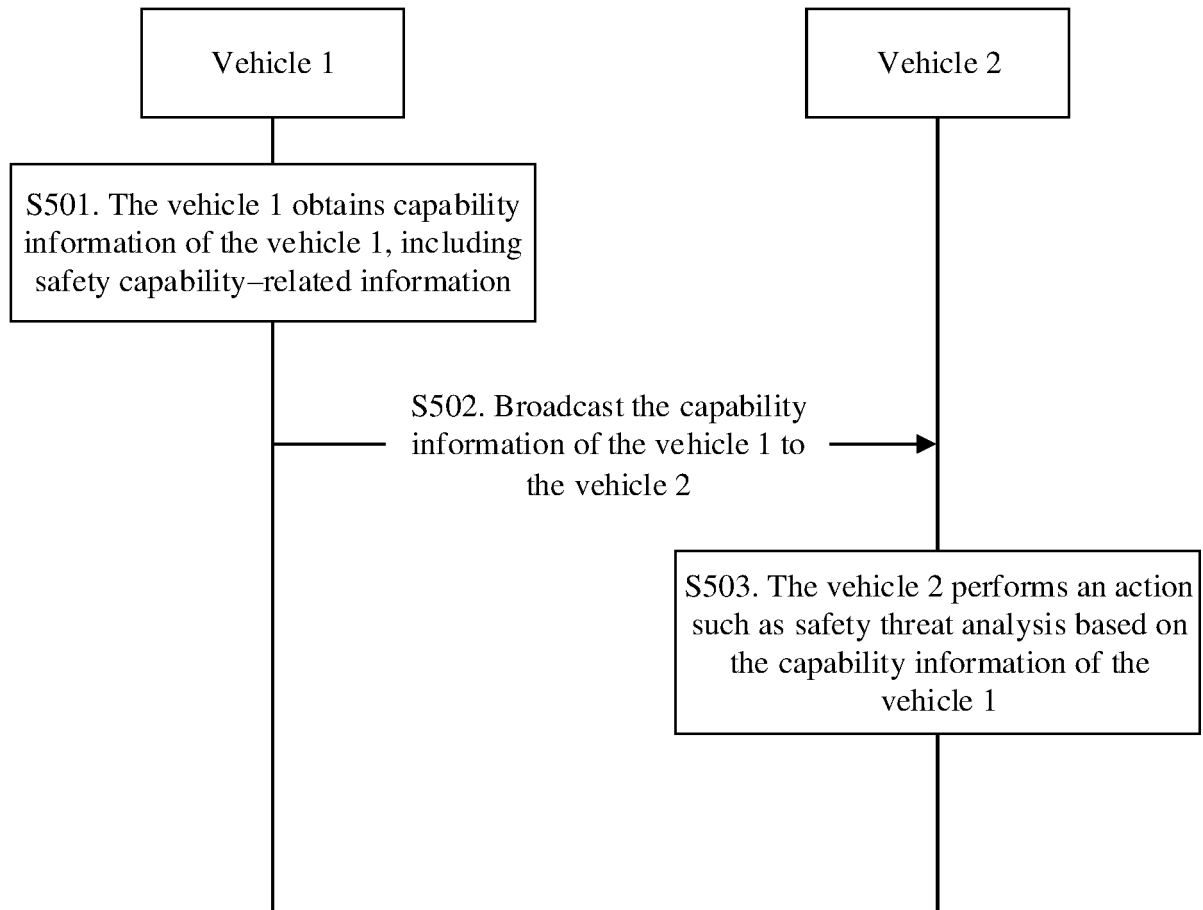 Vehicle 1
Vehicle 2
S501. The vehicle 1 obtains capability
information of the vehicle 1, including
safety capability–related information
S502. Broadcast the capability
information of the vehicle 1 to
the vehicle 2
S503. The vehicle 2 performs an action
such as safety threat analysis based on
the capability information of the
vehicle 1